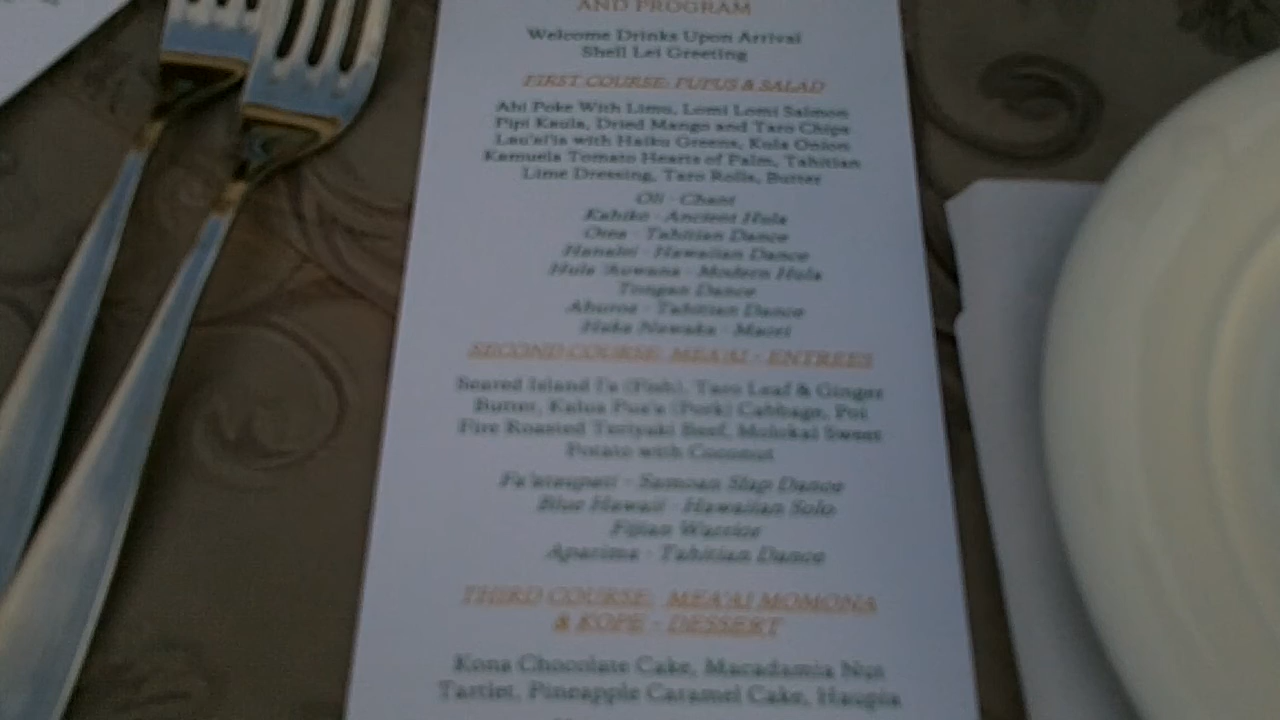 AND PROGRAM
Welcome Drinks Upon Arrival
Shell Lei Greeting
FIRST COURSE: PUPUS & SALAD
Ahi Poke With Limu, Lomi Lomi Salmon
Pipi Kaula, Dried Mango and Taro Chips
with Haiku Greens, Kula Onion
Kamuela Tomato Hearts of Palm, Tahitian
Lime Dressing, Taro Rolls, Butter
Oli - Chant
Kahiko - Ancient Hula
Otea - Tahitian Dance
Hawaiian Dance
Hula 'Auwana - Modern Hula
Tongan Dance
Ahuroa - Tahitian Dance
Maori
SECOND COURSE: MEA'AI - ENTREES
Seared Island I'a (Fish), Taro Leaf & Ginger
Butter, Kalua Pua'a (Pork) Cabbage, Poi
Fire Roasted Teriyaki Beef, Molokai Sweet
Potato with Coconut
Fa'ataupati - Samoan Slap Dance
Blue Hawaii - Hawaiian Solo
Fijian Warrior
Aparima - Tahitian Dance
THIRD COURSE: MEA'AI MOMONA
& KOPE - DESSERT
Kona Chocolate Cake, Macadamia Nut
Tartlet, Pineapple Caramel Cake, Haupia